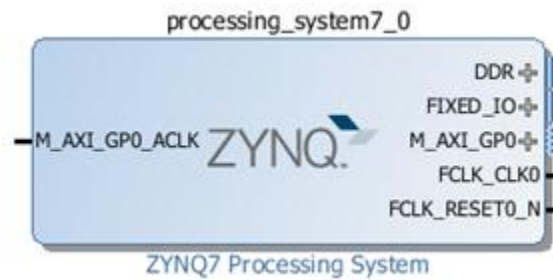 processing_system7_0
DDR
FIXED_IO
M_AXI_GP0_ACLK ZYNQ. M_AXI_GP0
FCLK_CLK0
FCLK_RESET0_N
ZYNQ7 Processing System